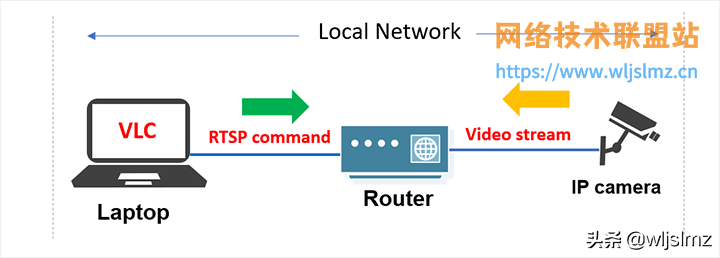 Local Network
网络技术联盟站
https://www.wljslmz.cn
VLC
RTSP command
Video stream
Laptop
Router
IP camera
头条 @wljslmz